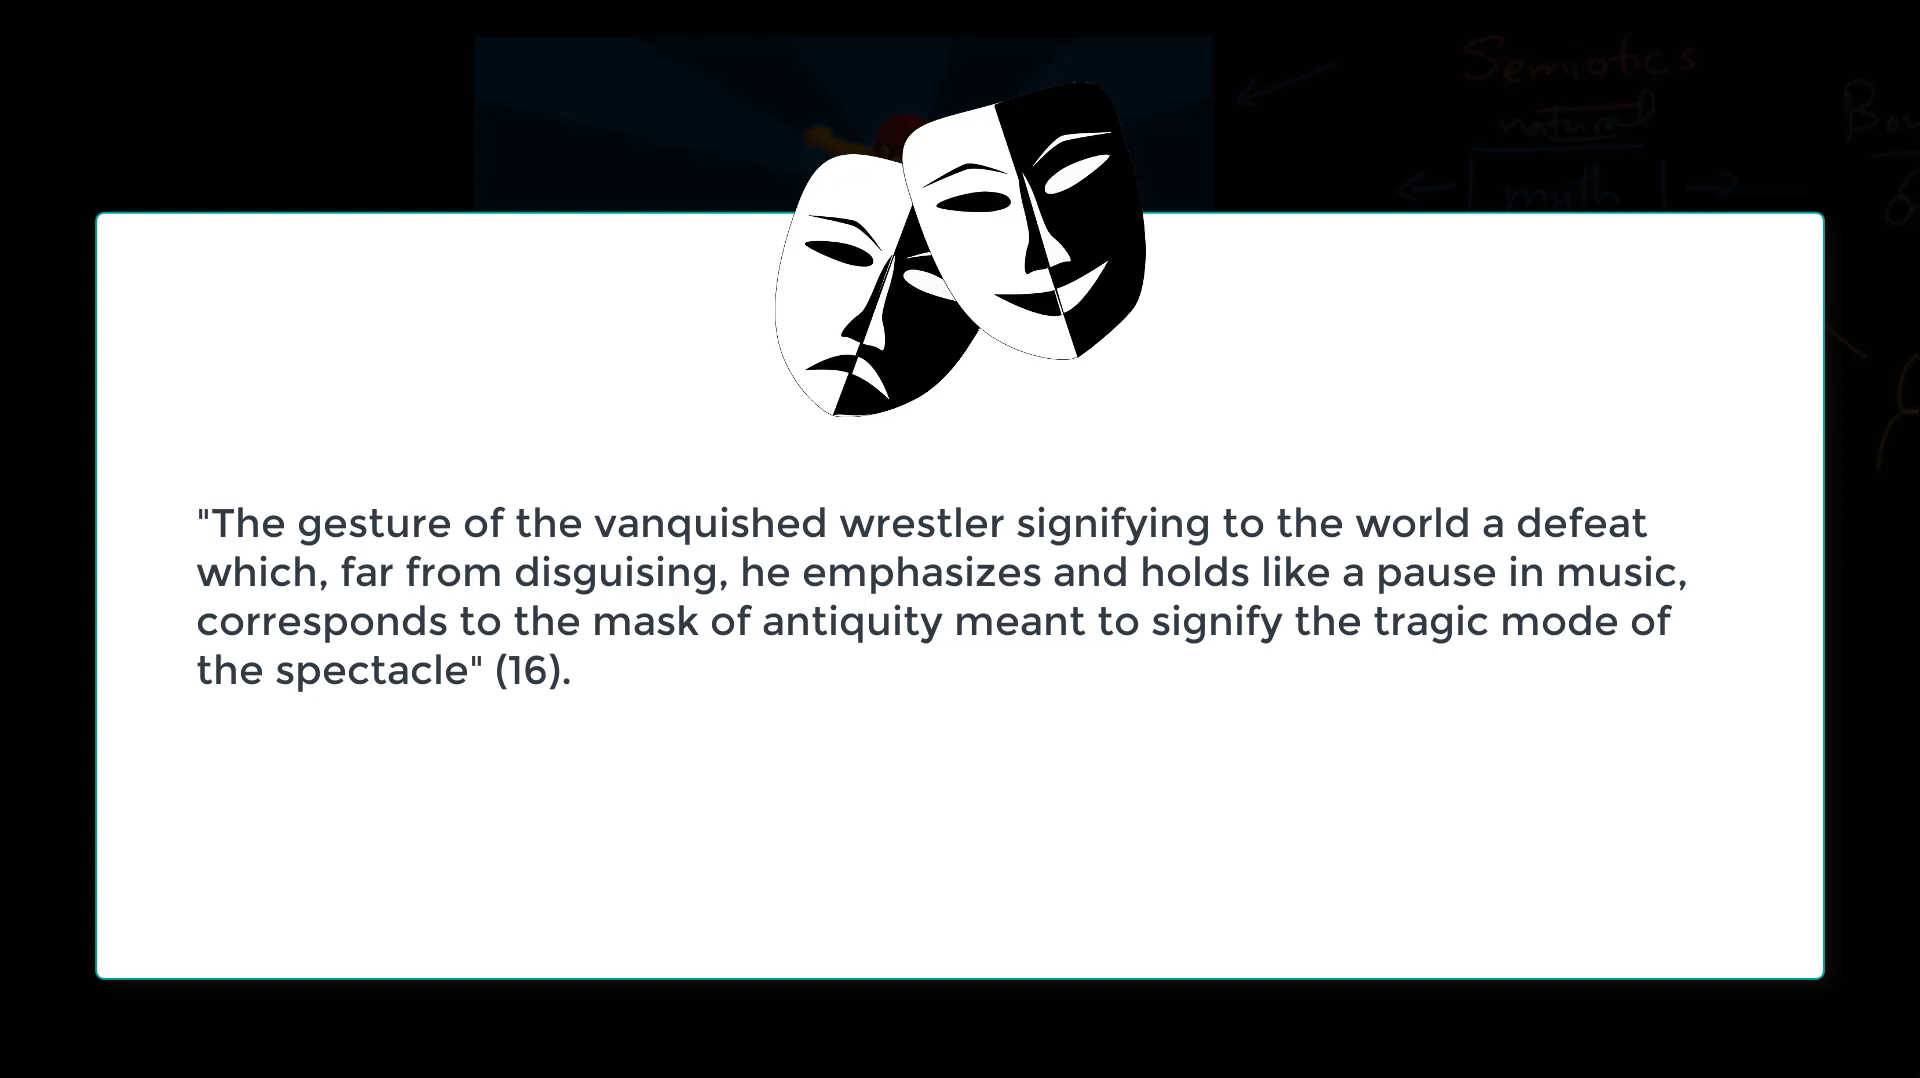 Semiotics
natural
myth
"The gesture of the vanquished wrestler signifying to the world a defeat
which, far from disguising, he emphasizes and holds like a pause in music,
corresponds to the mask of antiquity meant to signify the tragic mode of
the spectacle" (16).